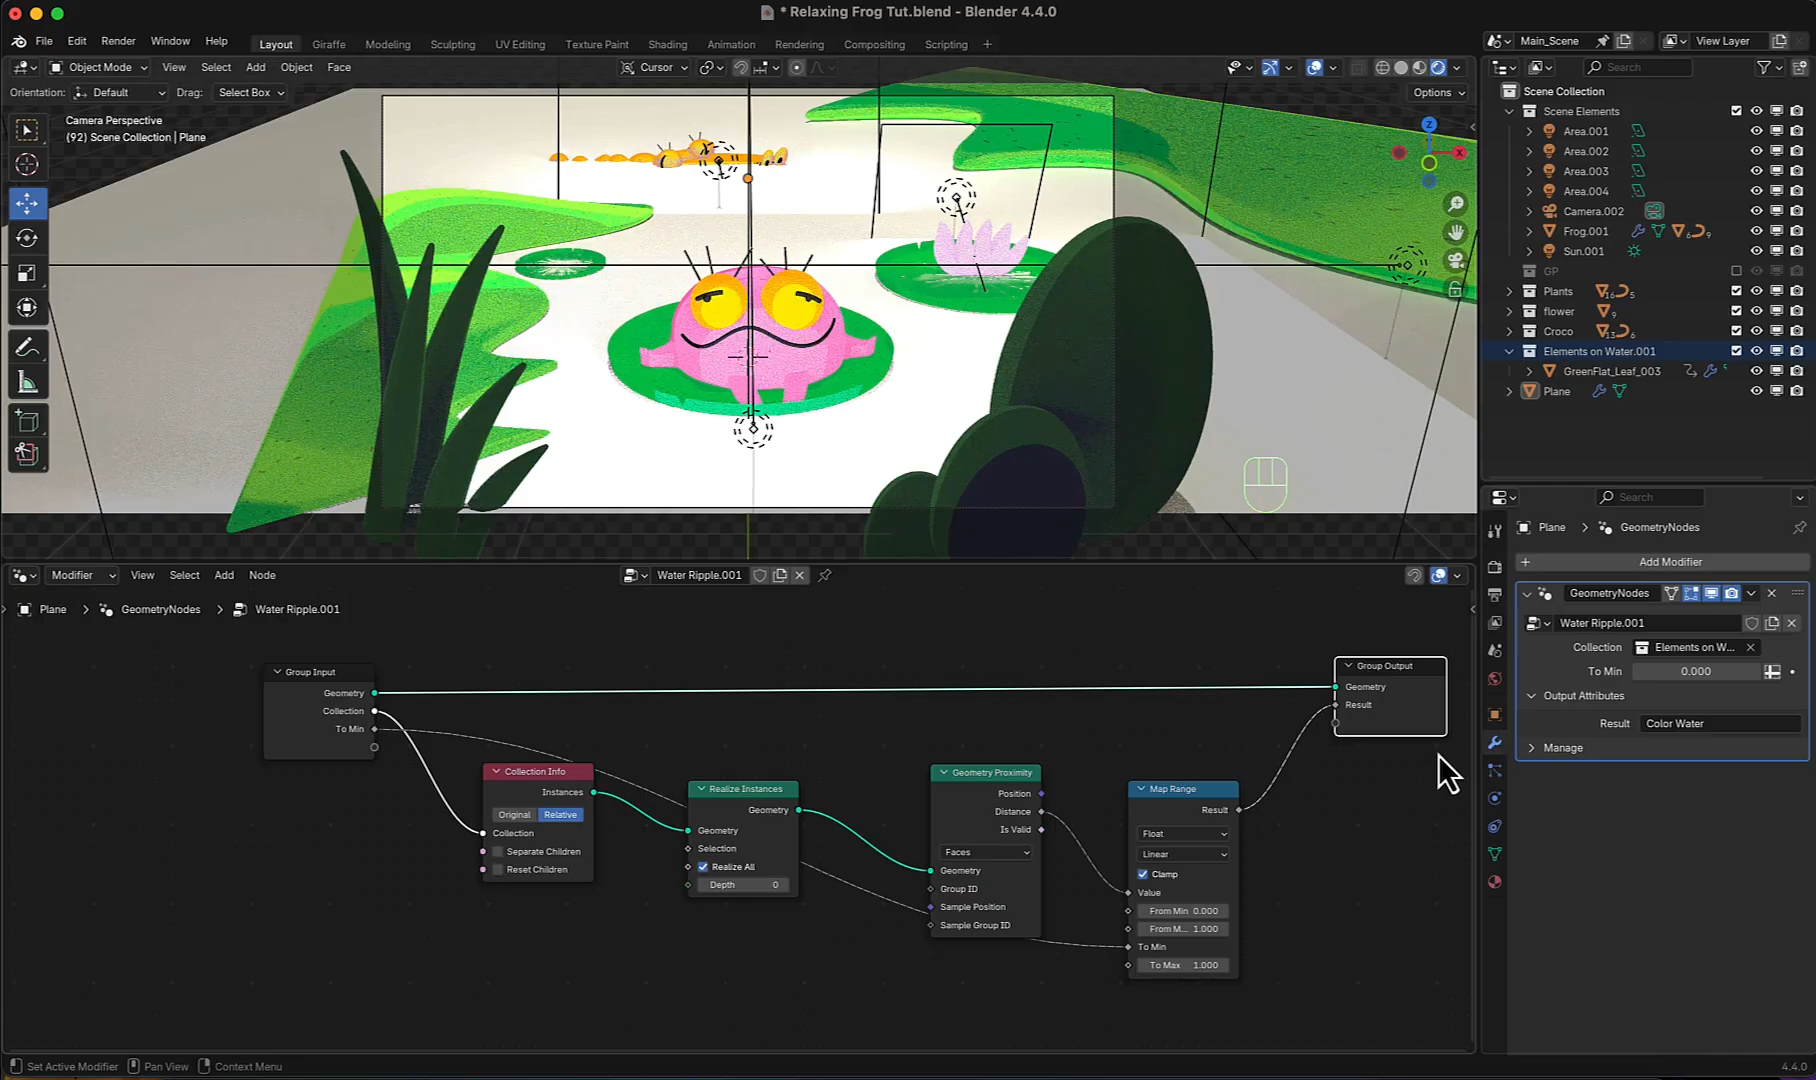 * Relaxing Frog Tut.blend - Blender 4.4.0
File Edit Render Window Help
Layout Giraffe Modeling Sculpting UV Editing Texture Paint Shading Animation Rendering Compositing Scripting +
Main_Scene View Layer
Object Mode View Select Add Object Face Cursor
Search
Orientation: Default Drag: Select Box Options
Camera Perspective
(92) Scene Collection | Plane
Z
X
Scene Collection
Scene Elements
Area.001
Area.002
Area.003
Area.004
Camera.002
Frog.001 6 9
Sun.001
GP
Plants 16 5
flower 9
Croco 13 6
Elements on Water.001
GreenFlat_Leaf_003
Plane
Search
Plane > GeometryNodes
Add Modifier
GeometryNodes
Water Ripple.001
Collection Elements on W...
To Min 0.000
Output Attributes
Result Color Water
Manage
Modifier View Select Add Node Water Ripple.001
Plane > GeometryNodes > Water Ripple.001
Group Input
Geometry
Collection
To Min
Collection Info
Instances
Original Relative
Collection
Separate Children
Reset Children
Realize Instances
Geometry
Geometry
Selection
Realize All
Depth 0
Geometry Proximity
Position
Distance
Is Valid
Faces
Geometry
Group ID
Sample Position
Sample Group ID
Map Range
Result
Float
Linear
Clamp
Value
From Min 0.000
From M... 1.000
To Min
To Max 1.000
Group Output
Geometry
Result
Set Active Modifier Pan View Context Menu
4.4.0